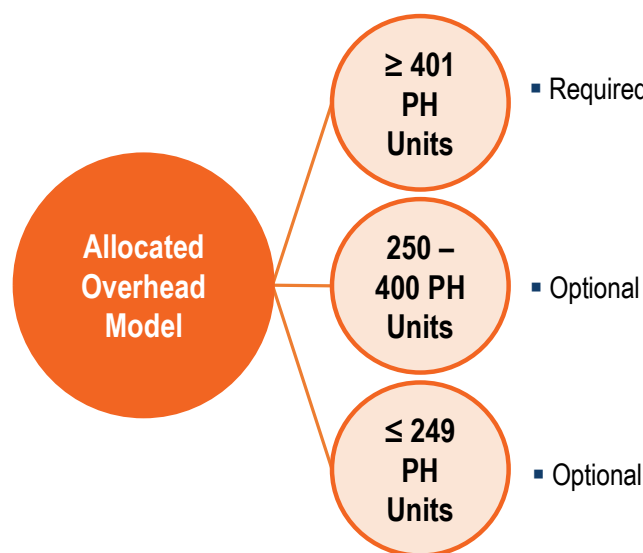 Allocated
Overhead
Model
≥ 401
PH
Units
▪ Required
250 –
400 PH
Units
▪ Optional
≤ 249
PH
Units
▪ Optional